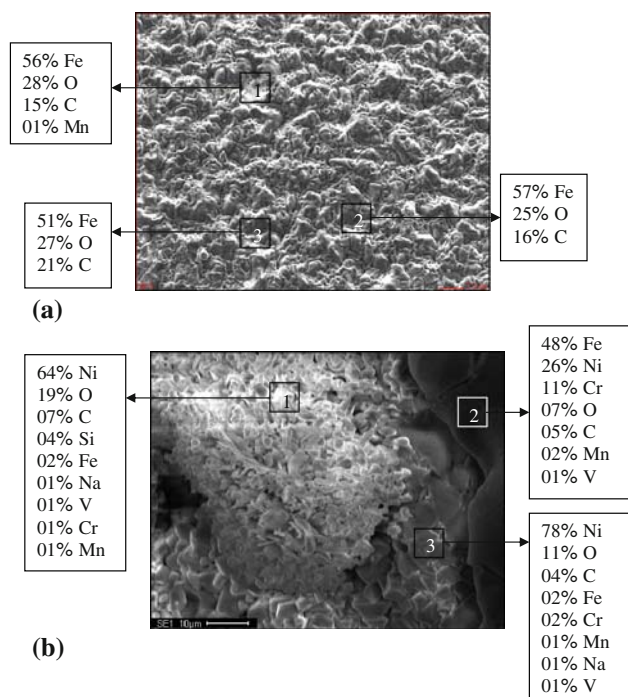 56% Fe
28% O
15% C
01% Mn
1
57% Fe
25% O
16% C
2
51% Fe
27% O
21% C
3
(a)
64% Ni
19% O
07% C
04% Si
02% Fe
01% Na
01% V
01% Cr
01% Mn
1
48% Fe
26% Ni
11% Cr
07% O
05% C
02% Mn
01% V
2
78% Ni
11% O
04% C
02% Fe
02% Cr
01% Mn
01% Na
01% V
3
SE1 10µm
(b)